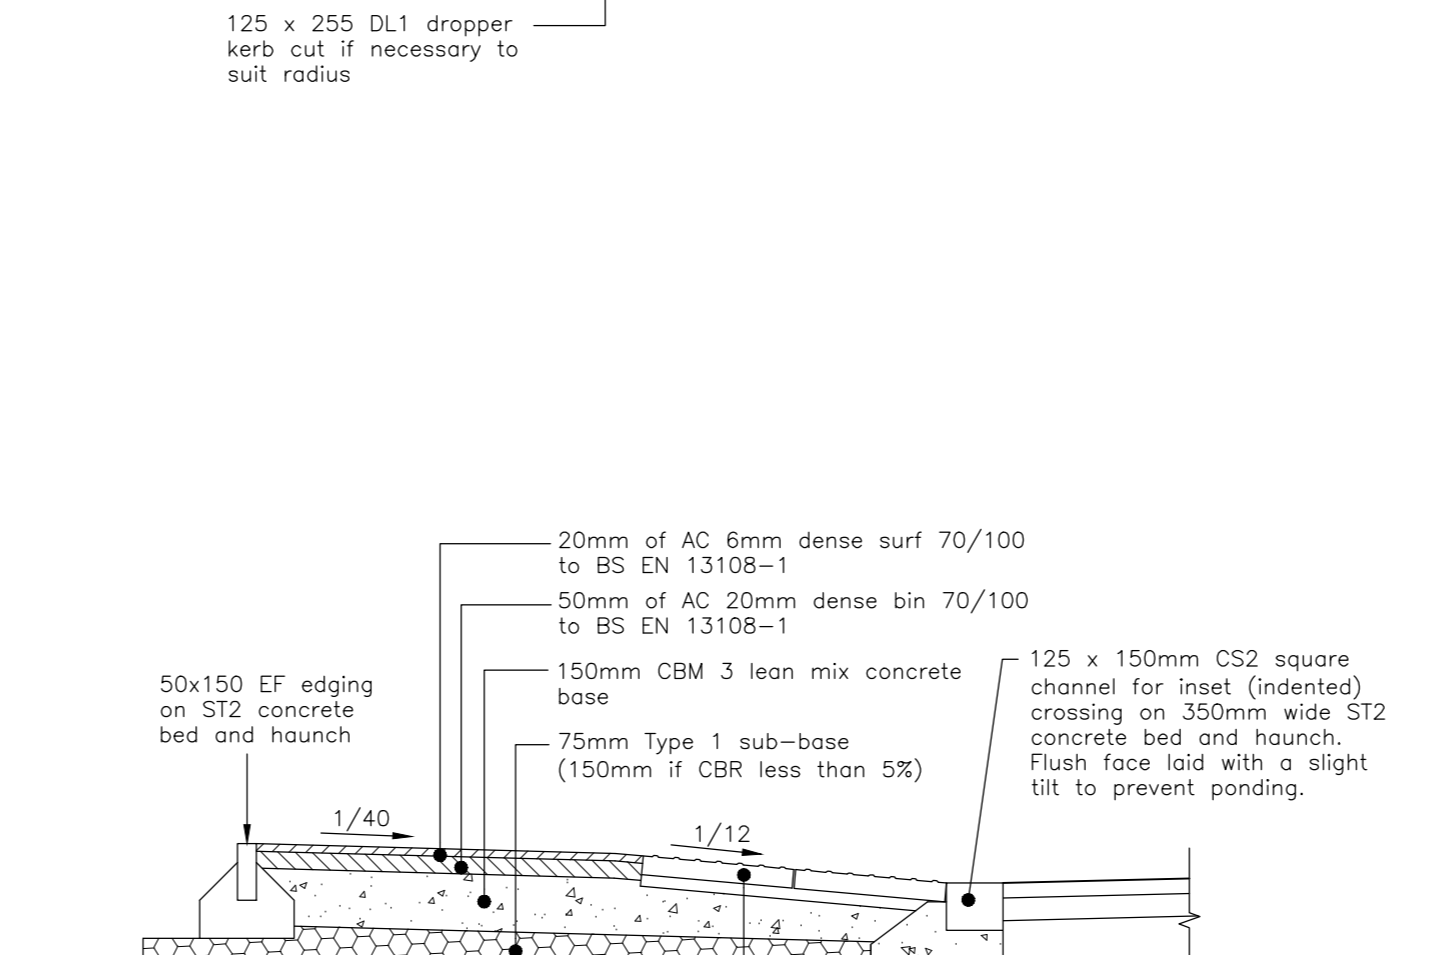 125 x 255 DL1 dropper
kerb cut if necessary to
suit radius
20mm of AC 6mm dense surf 70/100
to BS EN 13108-1
50mm of AC 20mm dense bin 70/100
to BS EN 13108-1
150mm CBM 3 lean mix concrete
base
75mm Type 1 sub-base
(150mm if CBR less than 5%)
50x150 EF edging
on ST2 concrete
bed and haunch
125 x 150mm CS2 square
channel for inset (indented)
crossing on 350mm wide ST2
concrete bed and haunch.
Flush face laid with a slight
tilt to prevent ponding.
1/40
1/12